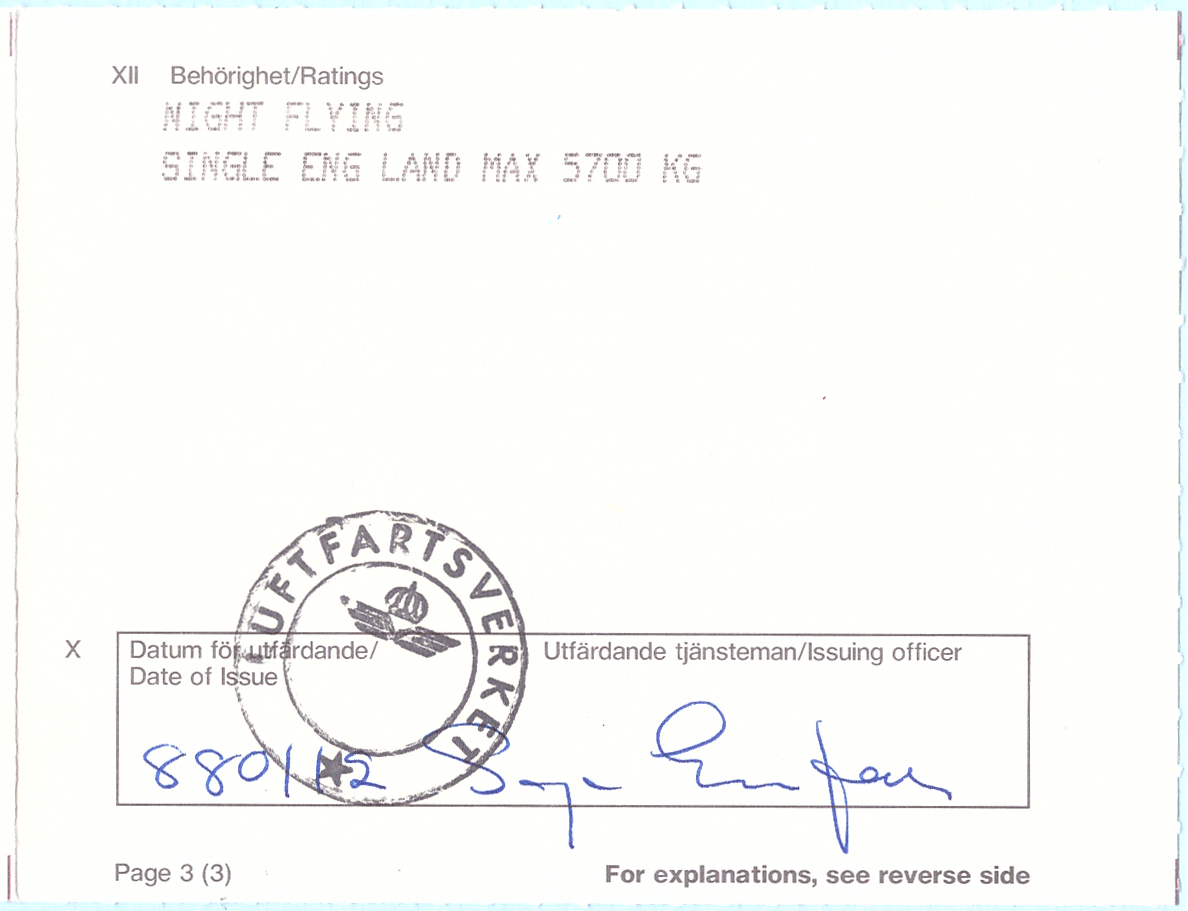 XII Behörighet/Ratings
NIGHT FLYING
SINGLE ENG LAND MAX 5700 KG
LUFTFARTSVERKET
X Datum för utfärdande/
Date of Issue
Utfärdande tjänsteman/Issuing officer
880112
Page 3 (3)
For explanations, see reverse side